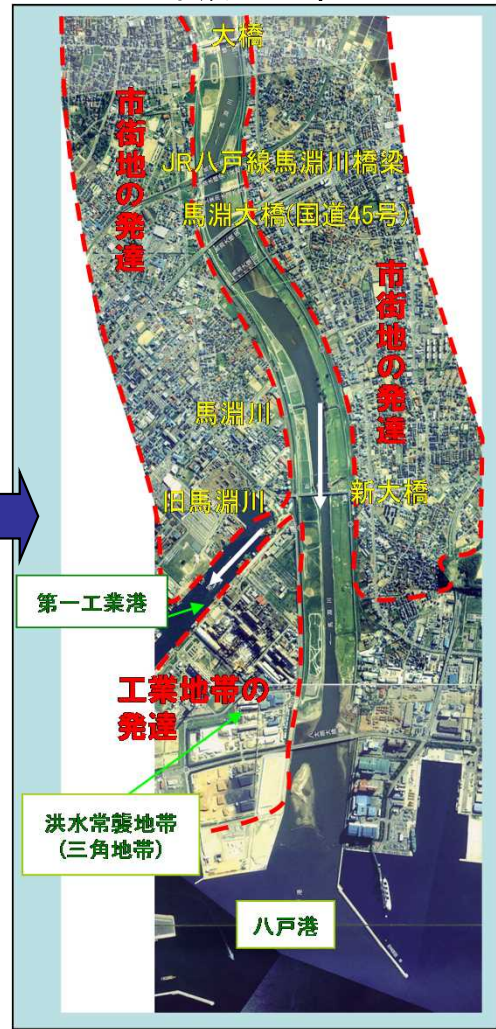 大橋
市街地の発達
JR八戸線馬淵川橋梁
馬淵大橋(国道45号)
市街地の発達
馬淵川
旧馬淵川
新大橋
第一工業港
工業地帯の
発達
洪水常襲地帯
(三角地帯)
八戸港